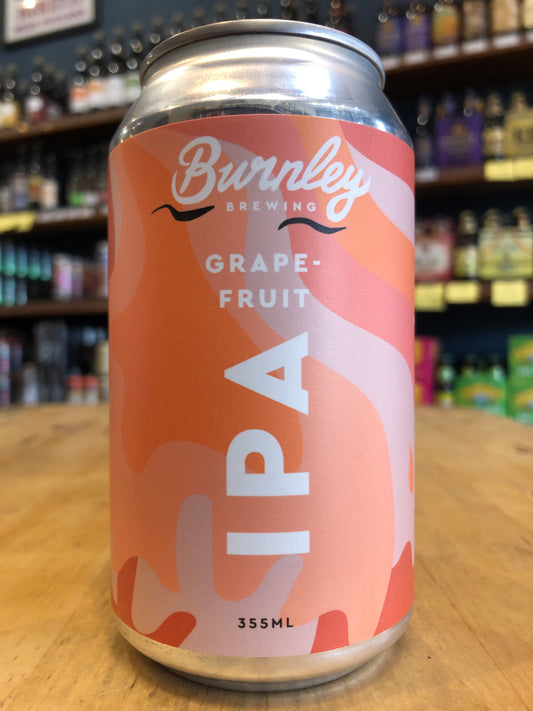 Burnley
BREWING
GRAPE-
FRUIT
IPA
355ML